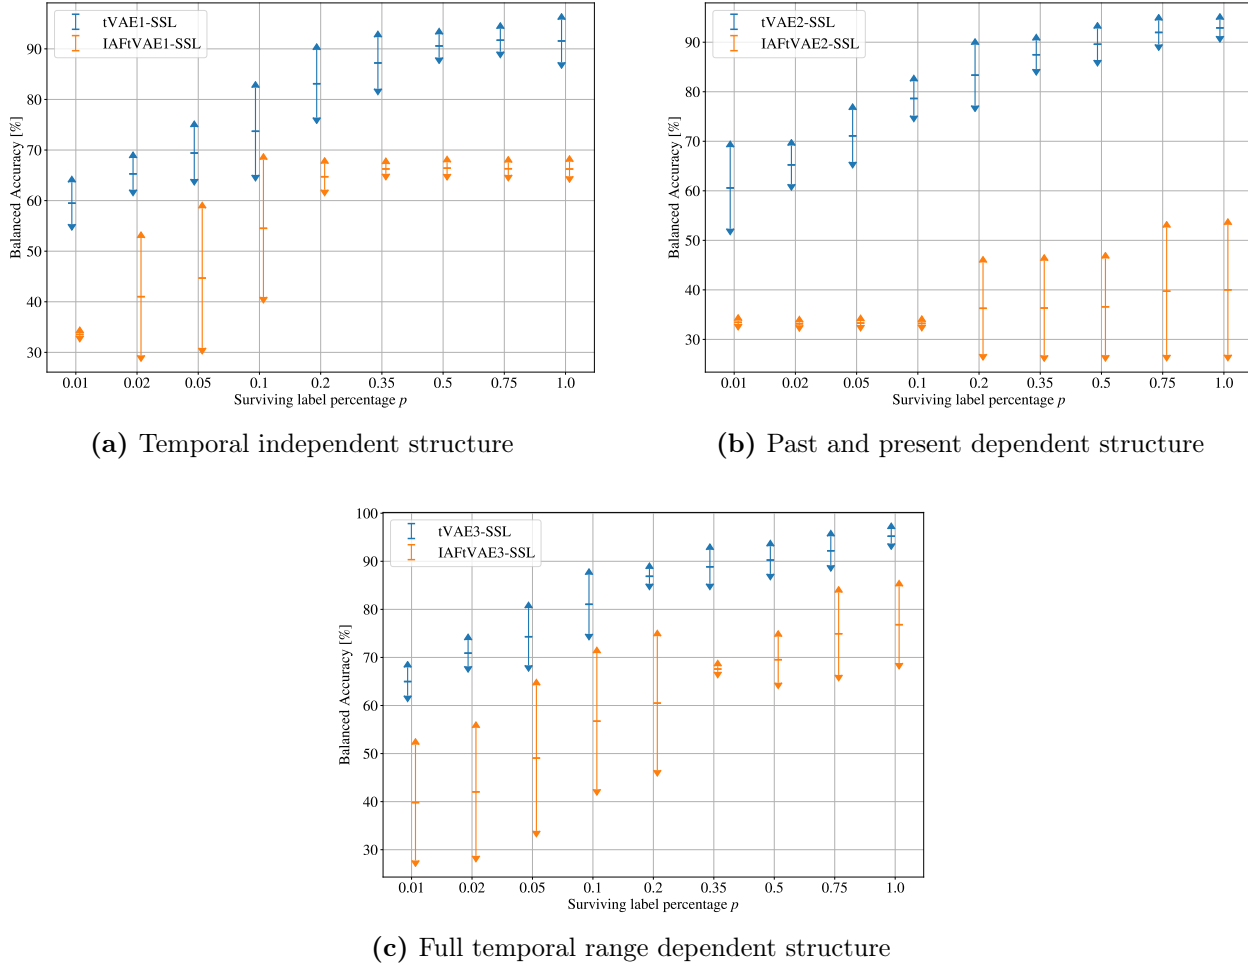 tVAE1-SSL
IAFtVAE1-SSL
Balanced Accuracy [%]
90
80
70
60
50
40
30
0.01 0.02 0.05 0.1 0.2 0.35 0.5 0.75 1.0
Surviving label percentage p
(a) Temporal independent structure
tVAE2-SSL
IAFtVAE2-SSL
Balanced Accuracy [%]
90
80
70
60
50
40
30
0.01 0.02 0.05 0.1 0.2 0.35 0.5 0.75 1.0
Surviving label percentage p
(b) Past and present dependent structure
tVAE3-SSL
IAFtVAE3-SSL
Balanced Accuracy [%]
100
90
80
70
60
50
40
30
0.01 0.02 0.05 0.1 0.2 0.35 0.5 0.75 1.0
Surviving label percentage p
(c) Full temporal range dependent structure